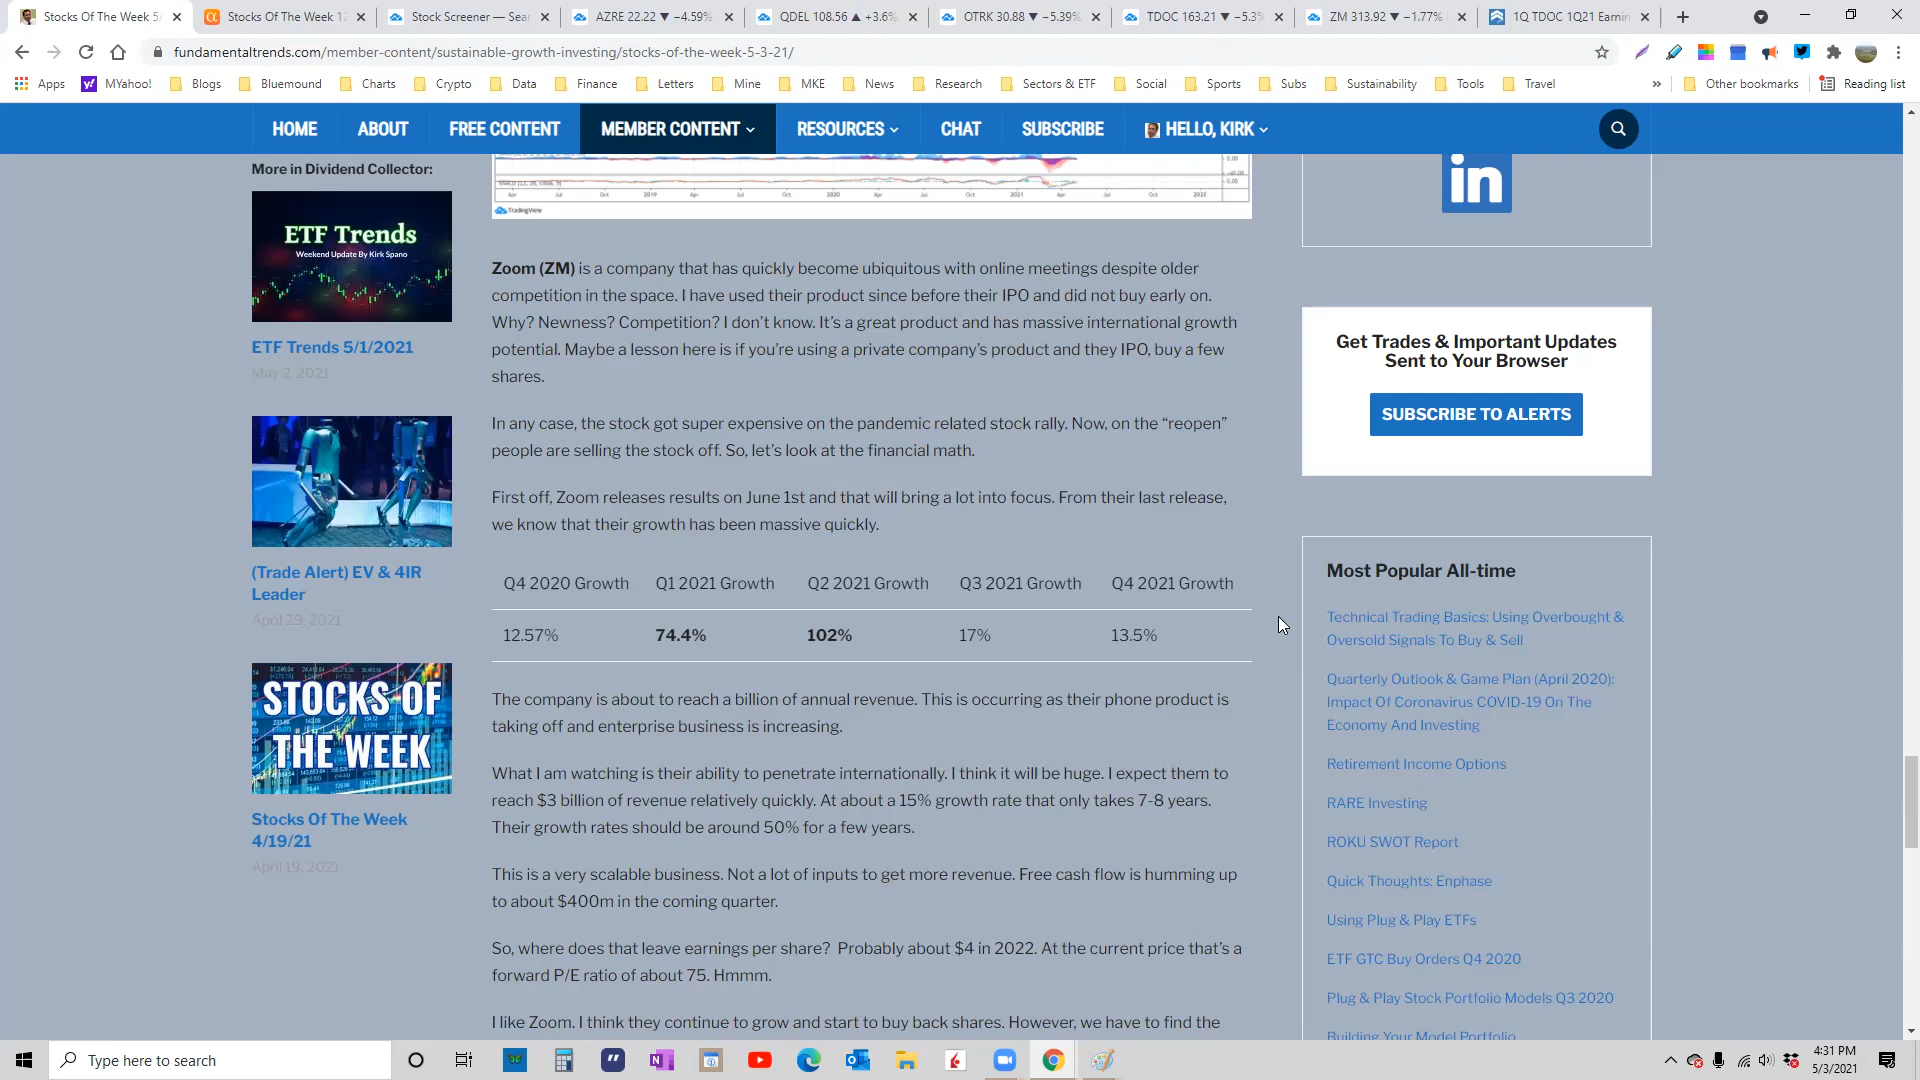 Stocks Of The Week 5/
Stocks Of The Week 12
Stock Screener — Sear
AZRE 22.22 ▼ −4.59%
QDEL 108.56 ▲ +3.6%
OTRK 30.88 ▼ −5.39%
TDOC 163.21 ▼ −5.3%
ZM 313.92 ▼ −1.77%
1Q TDOC 1Q21 Earnin
fundamentaltrends.com/member-content/sustainable-growth-investing/stocks-of-the-week-5-3-21/
Apps
MYahoo!
Blogs
Bluemound
Charts
Crypto
Data
Finance
Letters
Mine
MKE
News
Research
Sectors & ETF
Social
Sports
Subs
Sustainability
Tools
Travel
»
Other bookmarks
Reading list
HOME
ABOUT
FREE CONTENT
MEMBER CONTENT
RESOURCES
CHAT
SUBSCRIBE
HELLO, KIRK
More in Dividend Collector:
ETF Trends
Weekend Update By Kirk Spano
ETF Trends 5/1/2021
May 2, 2021
(Trade Alert) EV & 4IR
Leader
April 29, 2021
STOCKS OF
THE WEEK
Stocks Of The Week
4/19/21
April 19, 2021
Apr Jul Oct 2019 Apr Jul Oct 2020 Apr Jul Oct 2021 Apr Jul Oct 2022
TradingView
Zoom (ZM) is a company that has quickly become ubiquitous with online meetings despite older
competition in the space. I have used their product since before their IPO and did not buy early on.
Why? Newness? Competition? I don’t know. It’s a great product and has massive international growth
potential. Maybe a lesson here is if you’re using a private company’s product and they IPO, buy a few
shares.
In any case, the stock got super expensive on the pandemic related stock rally. Now, on the “reopen”
people are selling the stock off. So, let’s look at the financial math.
First off, Zoom releases results on June 1st and that will bring a lot into focus. From their last release,
we know that their growth has been massive quickly.
Q4 2020 Growth Q1 2021 Growth Q2 2021 Growth Q3 2021 Growth Q4 2021 Growth
12.57% 74.4% 102% 17% 13.5%
The company is about to reach a billion of annual revenue. This is occurring as their phone product is
taking off and enterprise business is increasing.
What I am watching is their ability to penetrate internationally. I think it will be huge. I expect them to
reach $3 billion of revenue relatively quickly. At about a 15% growth rate that only takes 7-8 years.
Their growth rates should be around 50% for a few years.
This is a very scalable business. Not a lot of inputs to get more revenue. Free cash flow is humming up
to about $400m in the coming quarter.
So, where does that leave earnings per share? Probably about $4 in 2022. At the current price that’s a
forward P/E ratio of about 75. Hmmm.
I like Zoom. I think they continue to grow and start to buy back shares. However, we have to find the
in
Get Trades & Important Updates
Sent to Your Browser
SUBSCRIBE TO ALERTS
Most Popular All-time
Technical Trading Basics: Using Overbought &
Oversold Signals To Buy & Sell
Quarterly Outlook & Game Plan (April 2020):
Impact Of Coronavirus COVID-19 On The
Economy And Investing
Retirement Income Options
RARE Investing
ROKU SWOT Report
Quick Thoughts: Enphase
Using Plug & Play ETFs
ETF GTC Buy Orders Q4 2020
Plug & Play Stock Portfolio Models Q3 2020
Building Your Model Portfolio
Type here to search
4:31 PM
5/3/2021